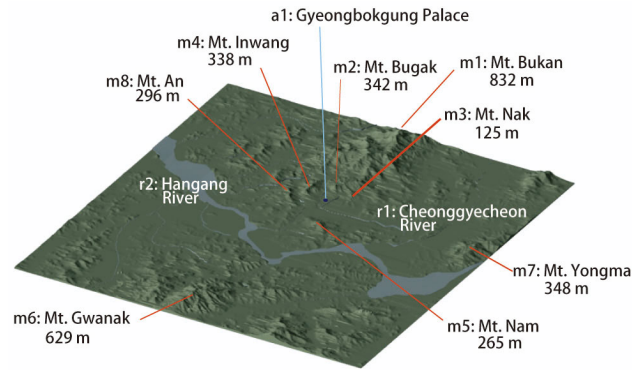 a1: Gyeongbokgung Palace
m4: Mt. Inwang
338 m
m2: Mt. Bugak
342 m
m1: Mt. Bukan
832 m
m8: Mt. An
296 m
m3: Mt. Nak
125 m
r2: Hangang
River
r1: Cheonggyecheon
River
m7: Mt. Yongma
348 m
m6: Mt. Gwanak
629 m
m5: Mt. Nam
265 m